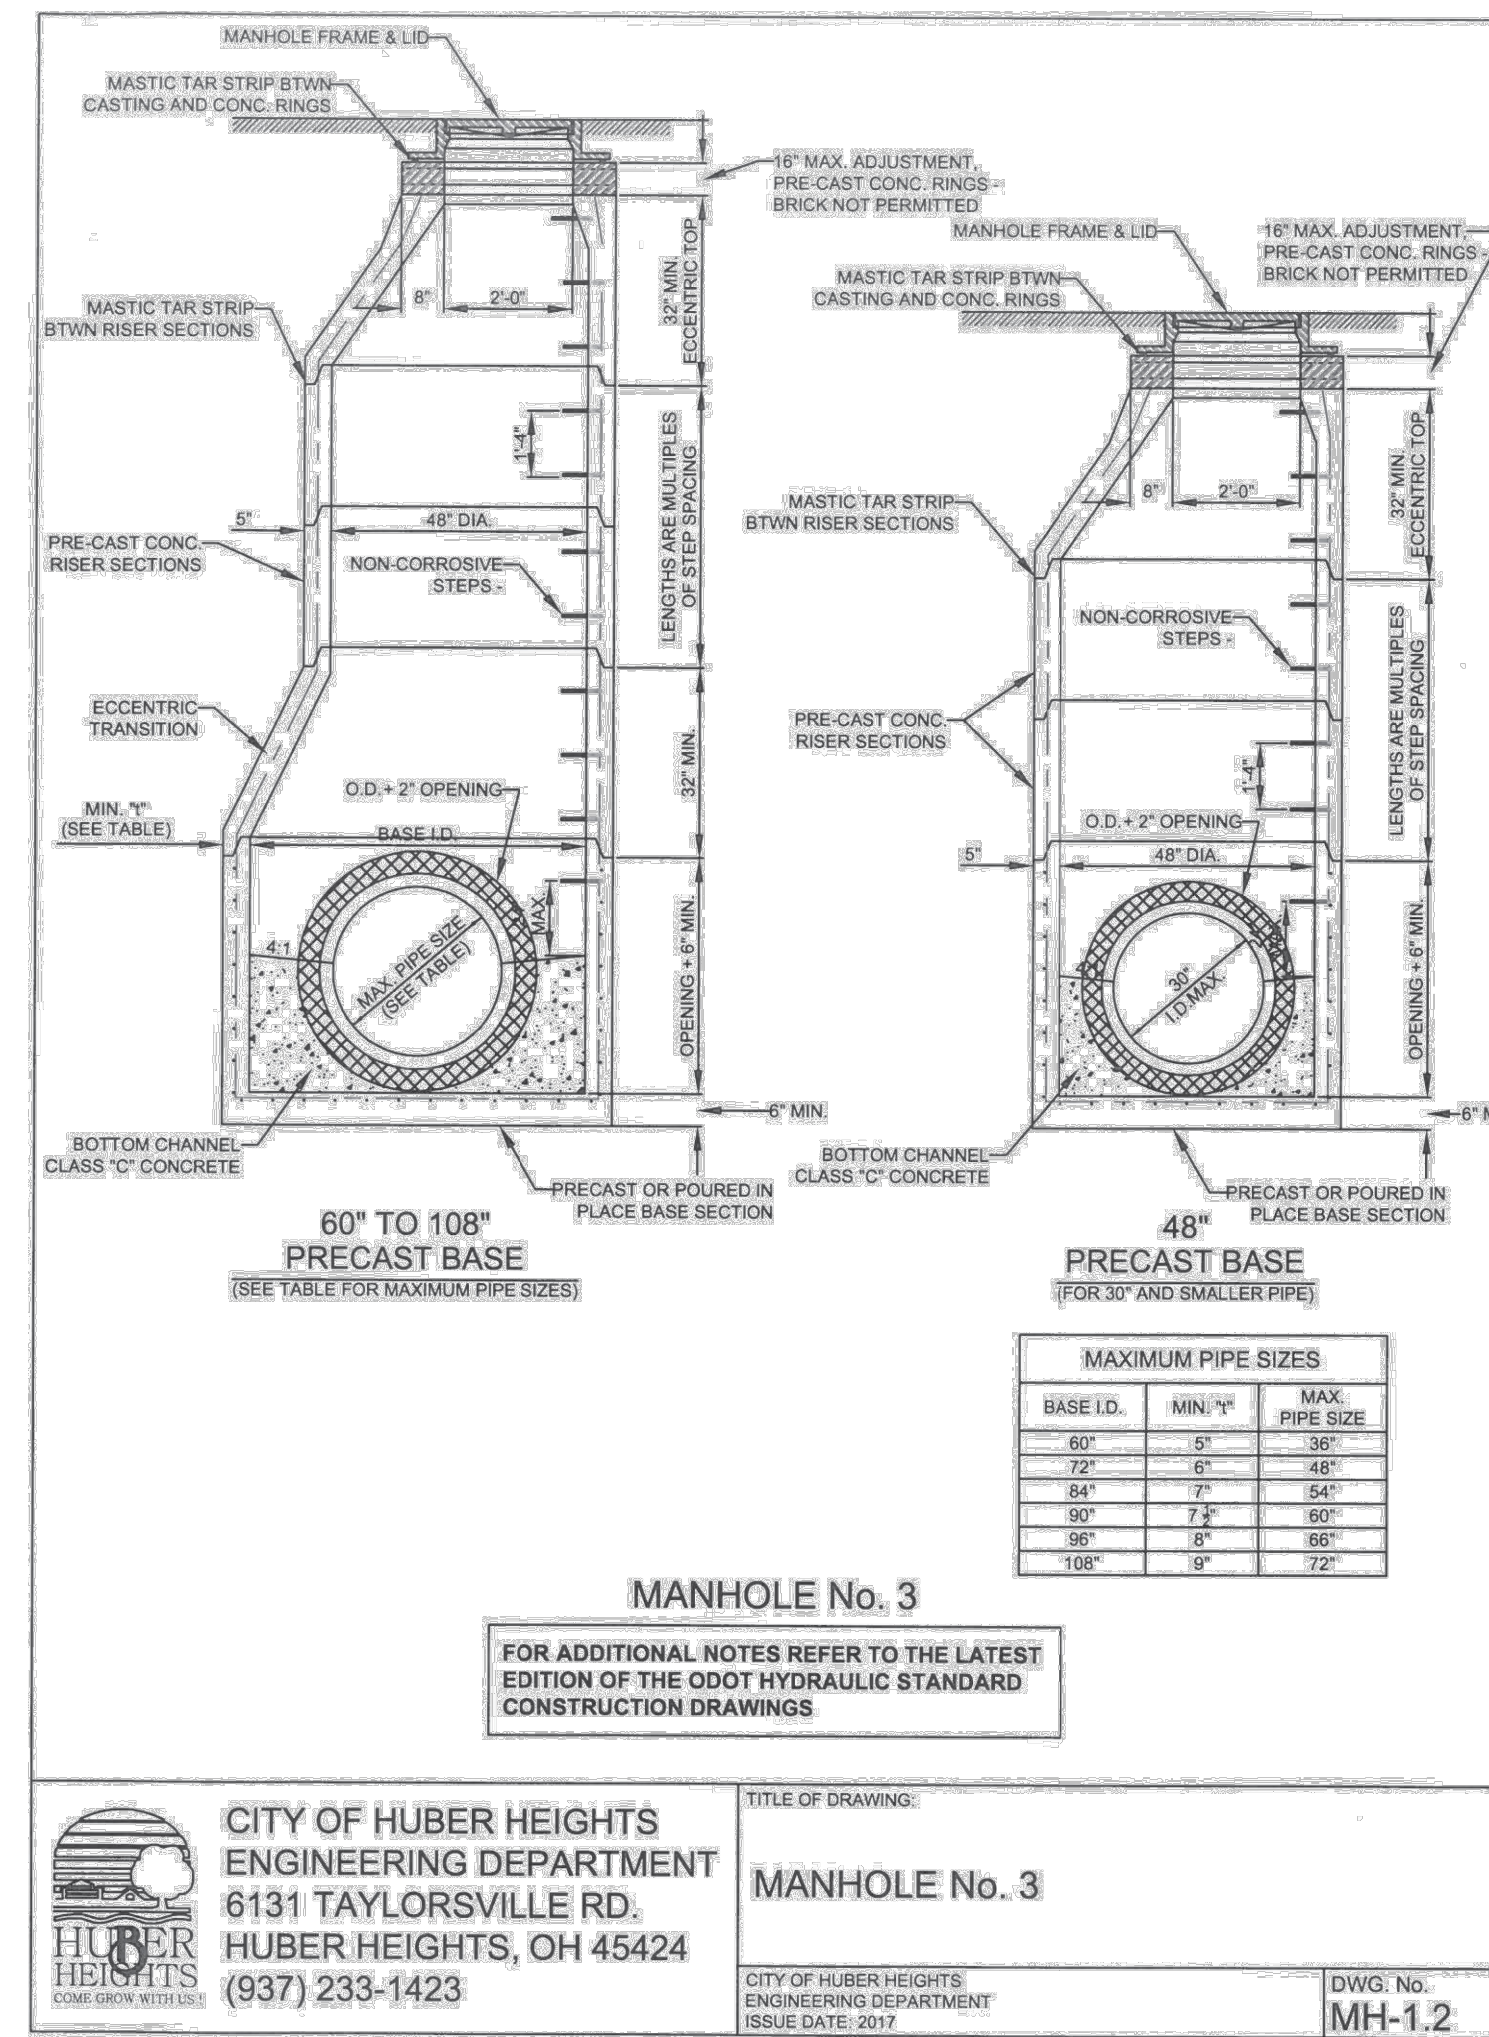 MANHOLE FRAME & LID
MASTIC TAR STRIP BTWN
CASTING AND CONC. RINGS
16" MAX. ADJUSTMENT,
PRE-CAST CONC. RINGS -
BRICK NOT PERMITTED
32" MIN.
ECCENTRIC TOP
8"
2'-0"
MASTIC TAR STRIP
BTWN RISER SECTIONS
1'-4"
LENGTHS ARE MULTIPLES
OF STEP SPACING
5"
48" DIA.
PRE-CAST CONC.
RISER SECTIONS
NON-CORROSIVE
STEPS -
ECCENTRIC
TRANSITION
32" MIN.
O.D.+ 2" OPENING
MIN. "t"
(SEE TABLE)
BASE I.D.
MAX.
4:1
MAX. PIPE SIZE
(SEE TABLE)
OPENING + 6" MIN.
6" MIN.
BOTTOM CHANNEL
CLASS "C" CONCRETE
PRECAST OR POURED IN
PLACE BASE SECTION
60" TO 108"
PRECAST BASE
(SEE TABLE FOR MAXIMUM PIPE SIZES)
MANHOLE FRAME & LID
16" MAX. ADJUSTMENT,
PRE-CAST CONC. RINGS -
BRICK NOT PERMITTED
MASTIC TAR STRIP BTWN
CASTING AND CONC. RINGS
32" MIN.
ECCENTRIC TOP
8"
2'-0"
MASTIC TAR STRIP
BTWN RISER SECTIONS
NON-CORROSIVE
STEPS -
LENGTHS ARE MULTIPLES
OF STEP SPACING
PRE-CAST CONC.
RISER SECTIONS
1'-4"
O.D.+ 2" OPENING
5"
48" DIA.
30"
I.D.MAX.
OPENING + 6" MIN.
6"
BOTTOM CHANNEL
CLASS "C" CONCRETE
PRECAST OR POURED IN
PLACE BASE SECTION
48"
PRECAST BASE
(FOR 30" AND SMALLER PIPE)
MAXIMUM PIPE SIZES
BASE I.D. MIN. "t" MAX. PIPE SIZE
60" 5" 36"
72" 6" 48"
84" 7" 54"
90" 7 1/2" 60"
96" 8" 66"
108" 9" 72"
MANHOLE No. 3
FOR ADDITIONAL NOTES REFER TO THE LATEST
EDITION OF THE ODOT HYDRAULIC STANDARD
CONSTRUCTION DRAWINGS
HUBER
HEIGHTS
COME GROW WITH US !
CITY OF HUBER HEIGHTS
ENGINEERING DEPARTMENT
6131 TAYLORSVILLE RD.
HUBER HEIGHTS, OH 45424
(937) 233-1423
TITLE OF DRAWING:
MANHOLE No. 3
CITY OF HUBER HEIGHTS
ENGINEERING DEPARTMENT
ISSUE DATE: 2017
DWG. No.
MH-1.2